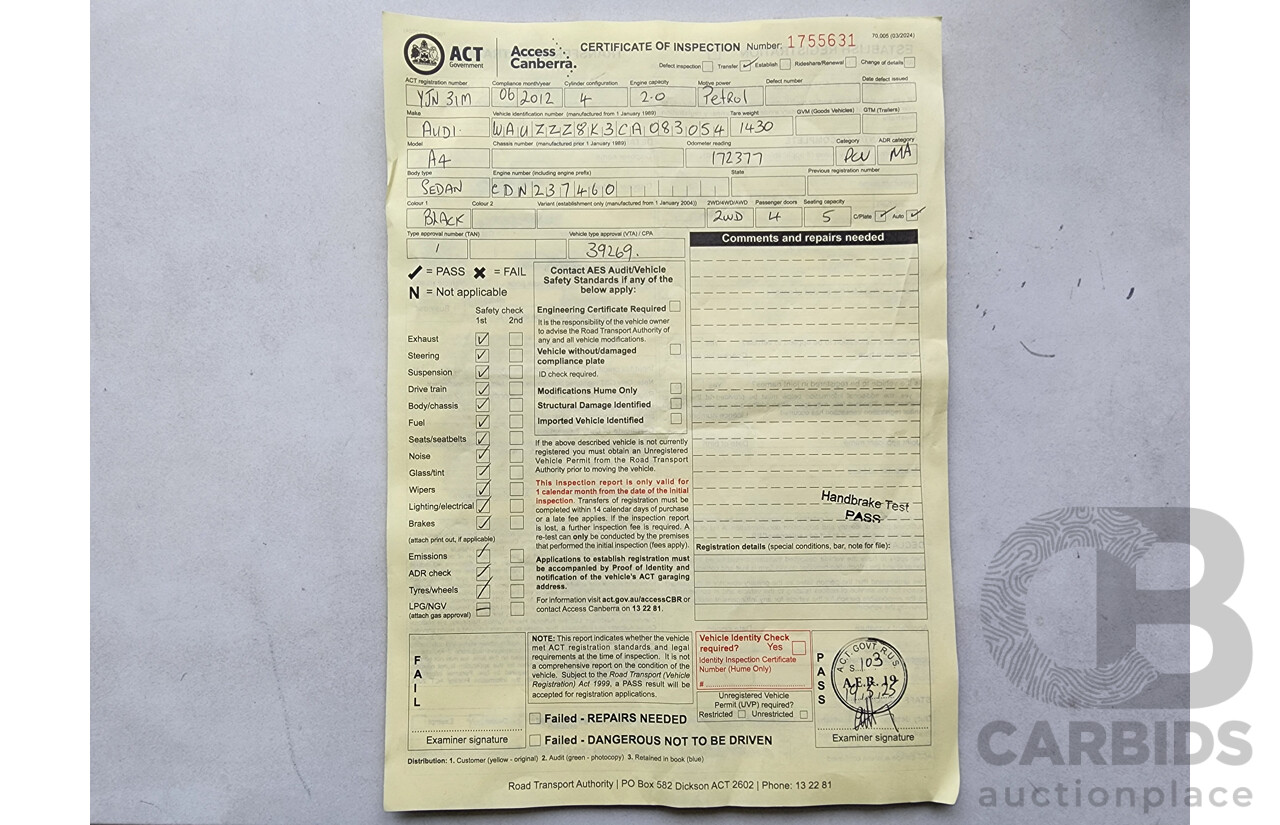 ACT
Government
Access
Canberra.
CERTIFICATE OF INSPECTION Number: 1755631
70,005 (03/2024)
Defect inspection Transfer Establish Rideshare/Renewal Change of details
ACT registration number Compliance month/year Cylinder configuration Engine capacity Motive power Defect number Date defect issued
YJN 31M 06 2012 4 2.0 Petrol
Make Vehicle identification number (manufactured from 1 January 1989) Tare weight GVM (Goods Vehicles) GTM (Trailers)
AUDI WAUZZZ8K3CA083054 1430
Model Chassis number (manufactured prior 1 January 1989) Odometer reading Category ADR category
A4 172377 PCV MA
Body type Engine number (including engine prefix) State Previous registration number
SEDAN CDN237460
Colour 1 Colour 2 Variant (establishment only (manufactured from 1 January 2004)) 2WD/4WD/AWD Passenger doors Seating capacity
BLACK 2WD 4 5 C/Plate Auto
Type approval number (TAN) Vehicle type approval (VTA) / CPA
1 39269.
Comments and repairs needed
= PASS = FAIL
N = Not applicable
Safety check
1st 2nd
Exhaust
Steering
Suspension
Drive train
Body/chassis
Fuel
Seats/seatbelts
Noise
Glass/tint
Wipers
Lighting/electrical
Brakes
(attach print out, if applicable)
Emissions
ADR check
Tyres/wheels
LPG/NGV
(attach gas approval)
Contact AES Audit/Vehicle
Safety Standards if any of the
below apply:
Engineering Certificate Required
It is the responsibility of the vehicle owner
to advise the Road Transport Authority of
any and all vehicle modifications.
Vehicle without/damaged
compliance plate
ID check required.
Modifications Hume Only
Structural Damage Identified
Imported Vehicle Identified
If the above described vehicle is not currently
registered you must obtain an Unregistered
Vehicle Permit from the Road Transport
Authority prior to moving the vehicle.
This inspection report is only valid for
1 calendar month from the date of the initial
inspection. Transfers of registration must be
completed within 14 calendar days of purchase
or a late fee applies. If the inspection report
is lost, a further inspection fee is required. A
re-test can only be conducted by the premises
that performed the initial inspection (fees apply).
Applications to establish registration must
be accompanied by Proof of Identity and
notification of the vehicle's ACT garaging
address.
For information visit act.gov.au/accessCBR or
contact Access Canberra on 13 22 81.
Handbrake Test
PASS
Registration details (special conditions, bar, note for file):
FAIL
Examiner signature
NOTE: This report indicates whether the vehicle
met ACT registration standards and legal
requirements at the time of inspection. It is not
a comprehensive report on the condition of the
vehicle. Subject to the Road Transport (Vehicle
Registration) Act 1999, a PASS result will be
accepted for registration applications.
Failed - REPAIRS NEEDED
Failed - DANGEROUS NOT TO BE DRIVEN
Vehicle Identity Check
required? Yes
Identity Inspection Certificate
Number (Hume Only)
#
Unregistered Vehicle
Permit (UVP) required?
Restricted Unrestricted
PASS
ACT GOVT R.U.S
S 103
A.E.R. 19
Examiner signature
Distribution: 1. Customer (yellow - original) 2. Audit (green - photocopy) 3. Retained in book (blue)
Road Transport Authority | PO Box 582 Dickson ACT 2602 | Phone: 13 22 81
CARBIDS
auctionplace